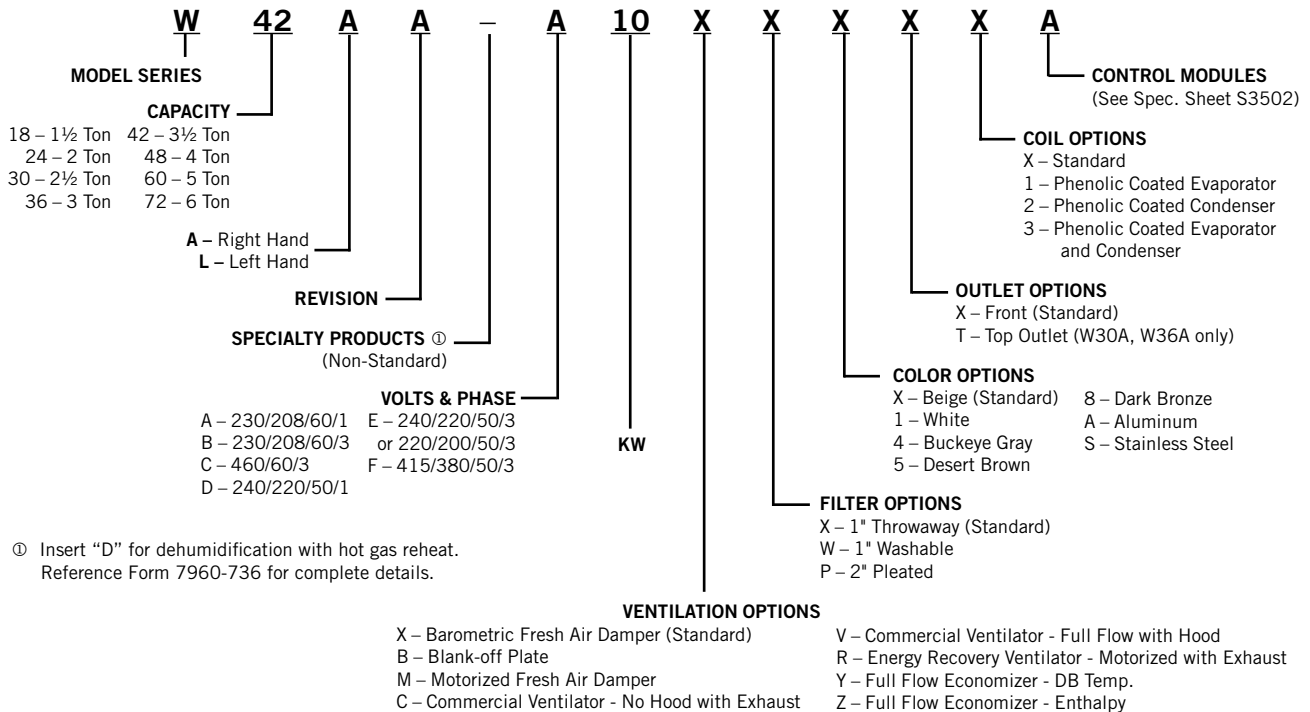 W 42 A A – A 10 X X X X X A
MODEL SERIES
CAPACITY
18 – 1½ Ton 42 – 3½ Ton
24 – 2 Ton 48 – 4 Ton
30 – 2½ Ton 60 – 5 Ton
36 – 3 Ton 72 – 6 Ton
A – Right Hand
L – Left Hand
REVISION
SPECIALTY PRODUCTS ①
(Non-Standard)
VOLTS & PHASE
A – 230/208/60/1 E – 240/220/50/3
B – 230/208/60/3 or 220/200/50/3
C – 460/60/3 F – 415/380/50/3
D – 240/220/50/1
KW
CONTROL MODULES
(See Spec. Sheet S3502)
COIL OPTIONS
X – Standard
1 – Phenolic Coated Evaporator
2 – Phenolic Coated Condenser
3 – Phenolic Coated Evaporator
and Condenser
OUTLET OPTIONS
X – Front (Standard)
T – Top Outlet (W30A, W36A only)
COLOR OPTIONS
X – Beige (Standard) 8 – Dark Bronze
1 – White A – Aluminum
4 – Buckeye Gray S – Stainless Steel
5 – Desert Brown
FILTER OPTIONS
X – 1" Throwaway (Standard)
W – 1" Washable
P – 2" Pleated
① Insert “D” for dehumidification with hot gas reheat.
Reference Form 7960-736 for complete details.
VENTILATION OPTIONS
X – Barometric Fresh Air Damper (Standard) V – Commercial Ventilator - Full Flow with Hood
B – Blank-off Plate R – Energy Recovery Ventilator - Motorized with Exhaust
M – Motorized Fresh Air Damper Y – Full Flow Economizer - DB Temp.
C – Commercial Ventilator - No Hood with Exhaust Z – Full Flow Economizer - Enthalpy